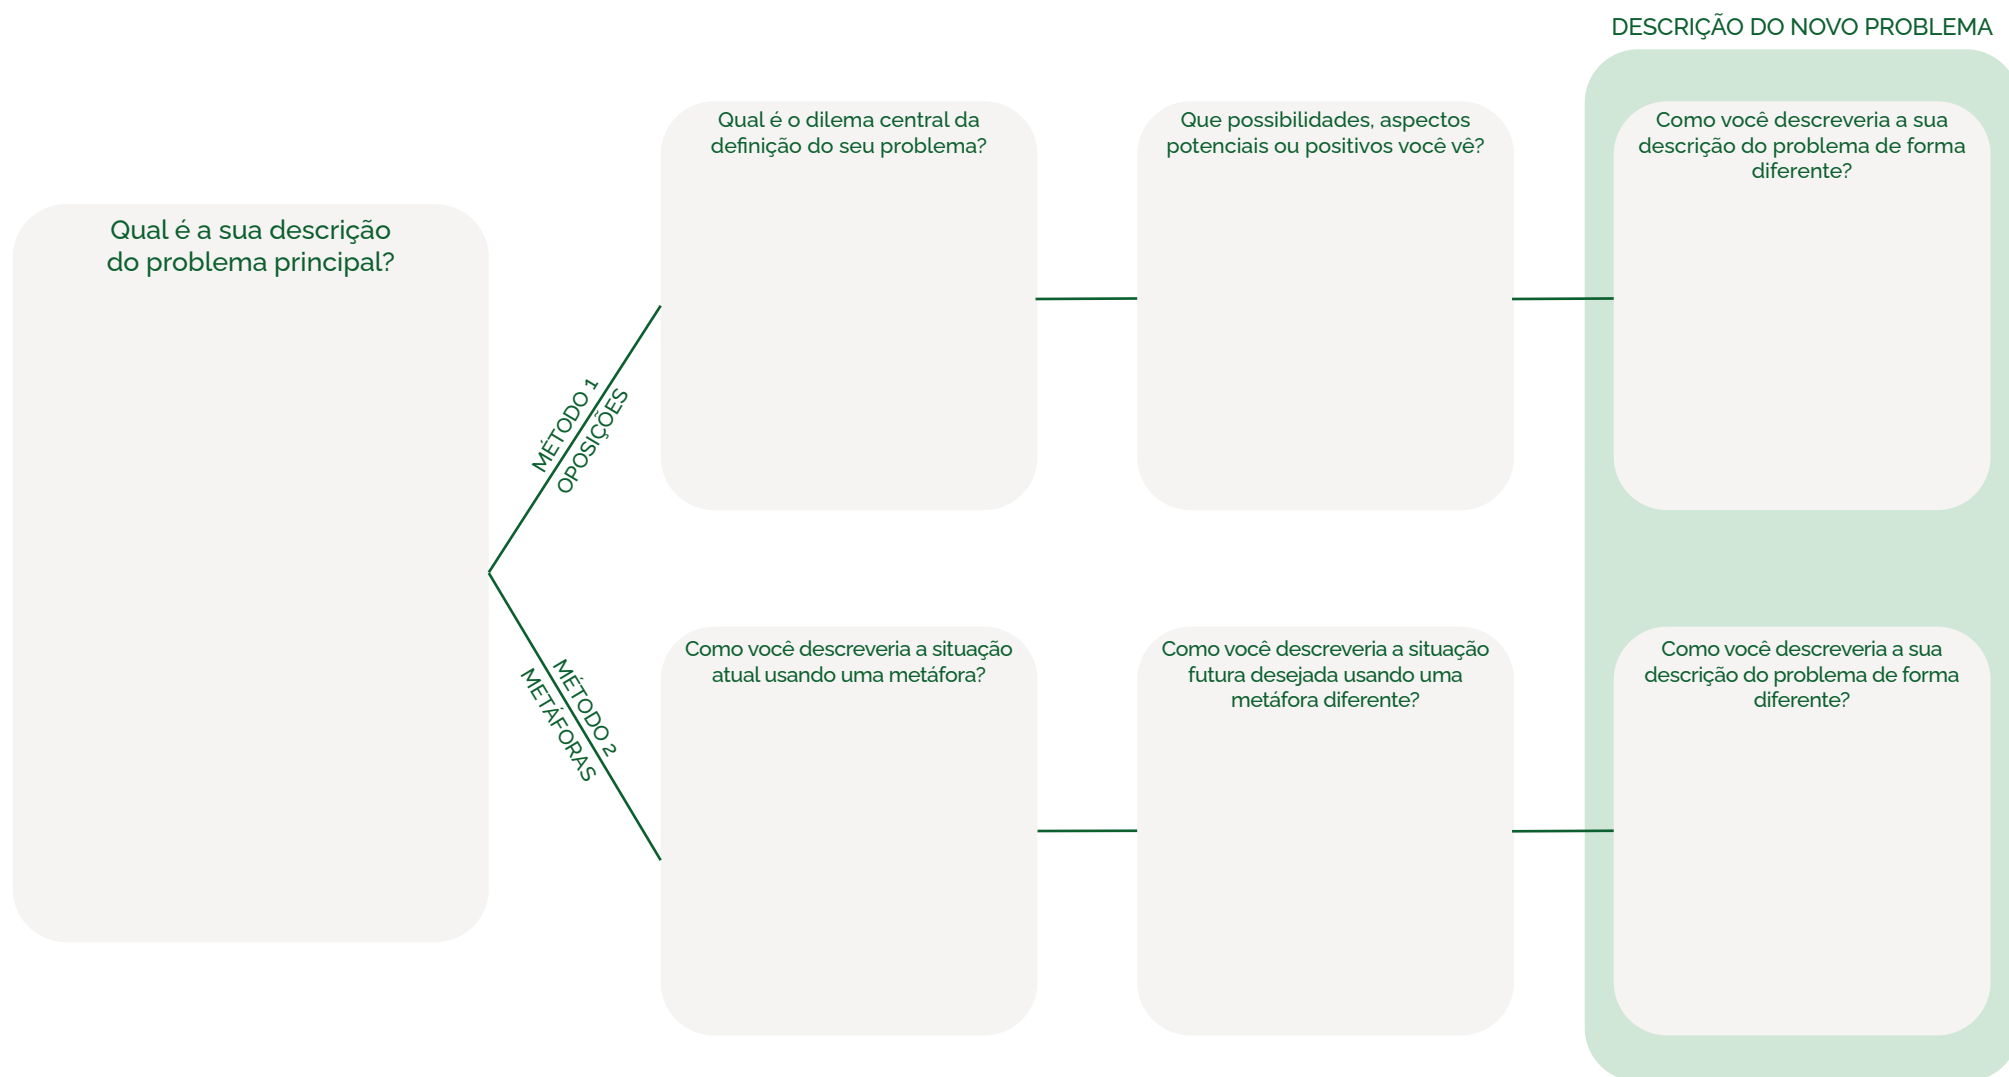 DESCRIÇÃO DO NOVO PROBLEMA
Qual é a sua descrição
do problema principal?
MÉTODO 1
OPOSIÇÕES
Qual é o dilema central da
definição do seu problema?
Que possibilidades, aspectos
potenciais ou positivos você vê?
Como você descreveria a sua
descrição do problema de forma
diferente?
MÉTODO 2
METÁFORAS
Como você descreveria a situação
atual usando uma metáfora?
Como você descreveria a situação
futura desejada usando uma
metáfora diferente?
Como você descreveria a sua
descrição do problema de forma
diferente?